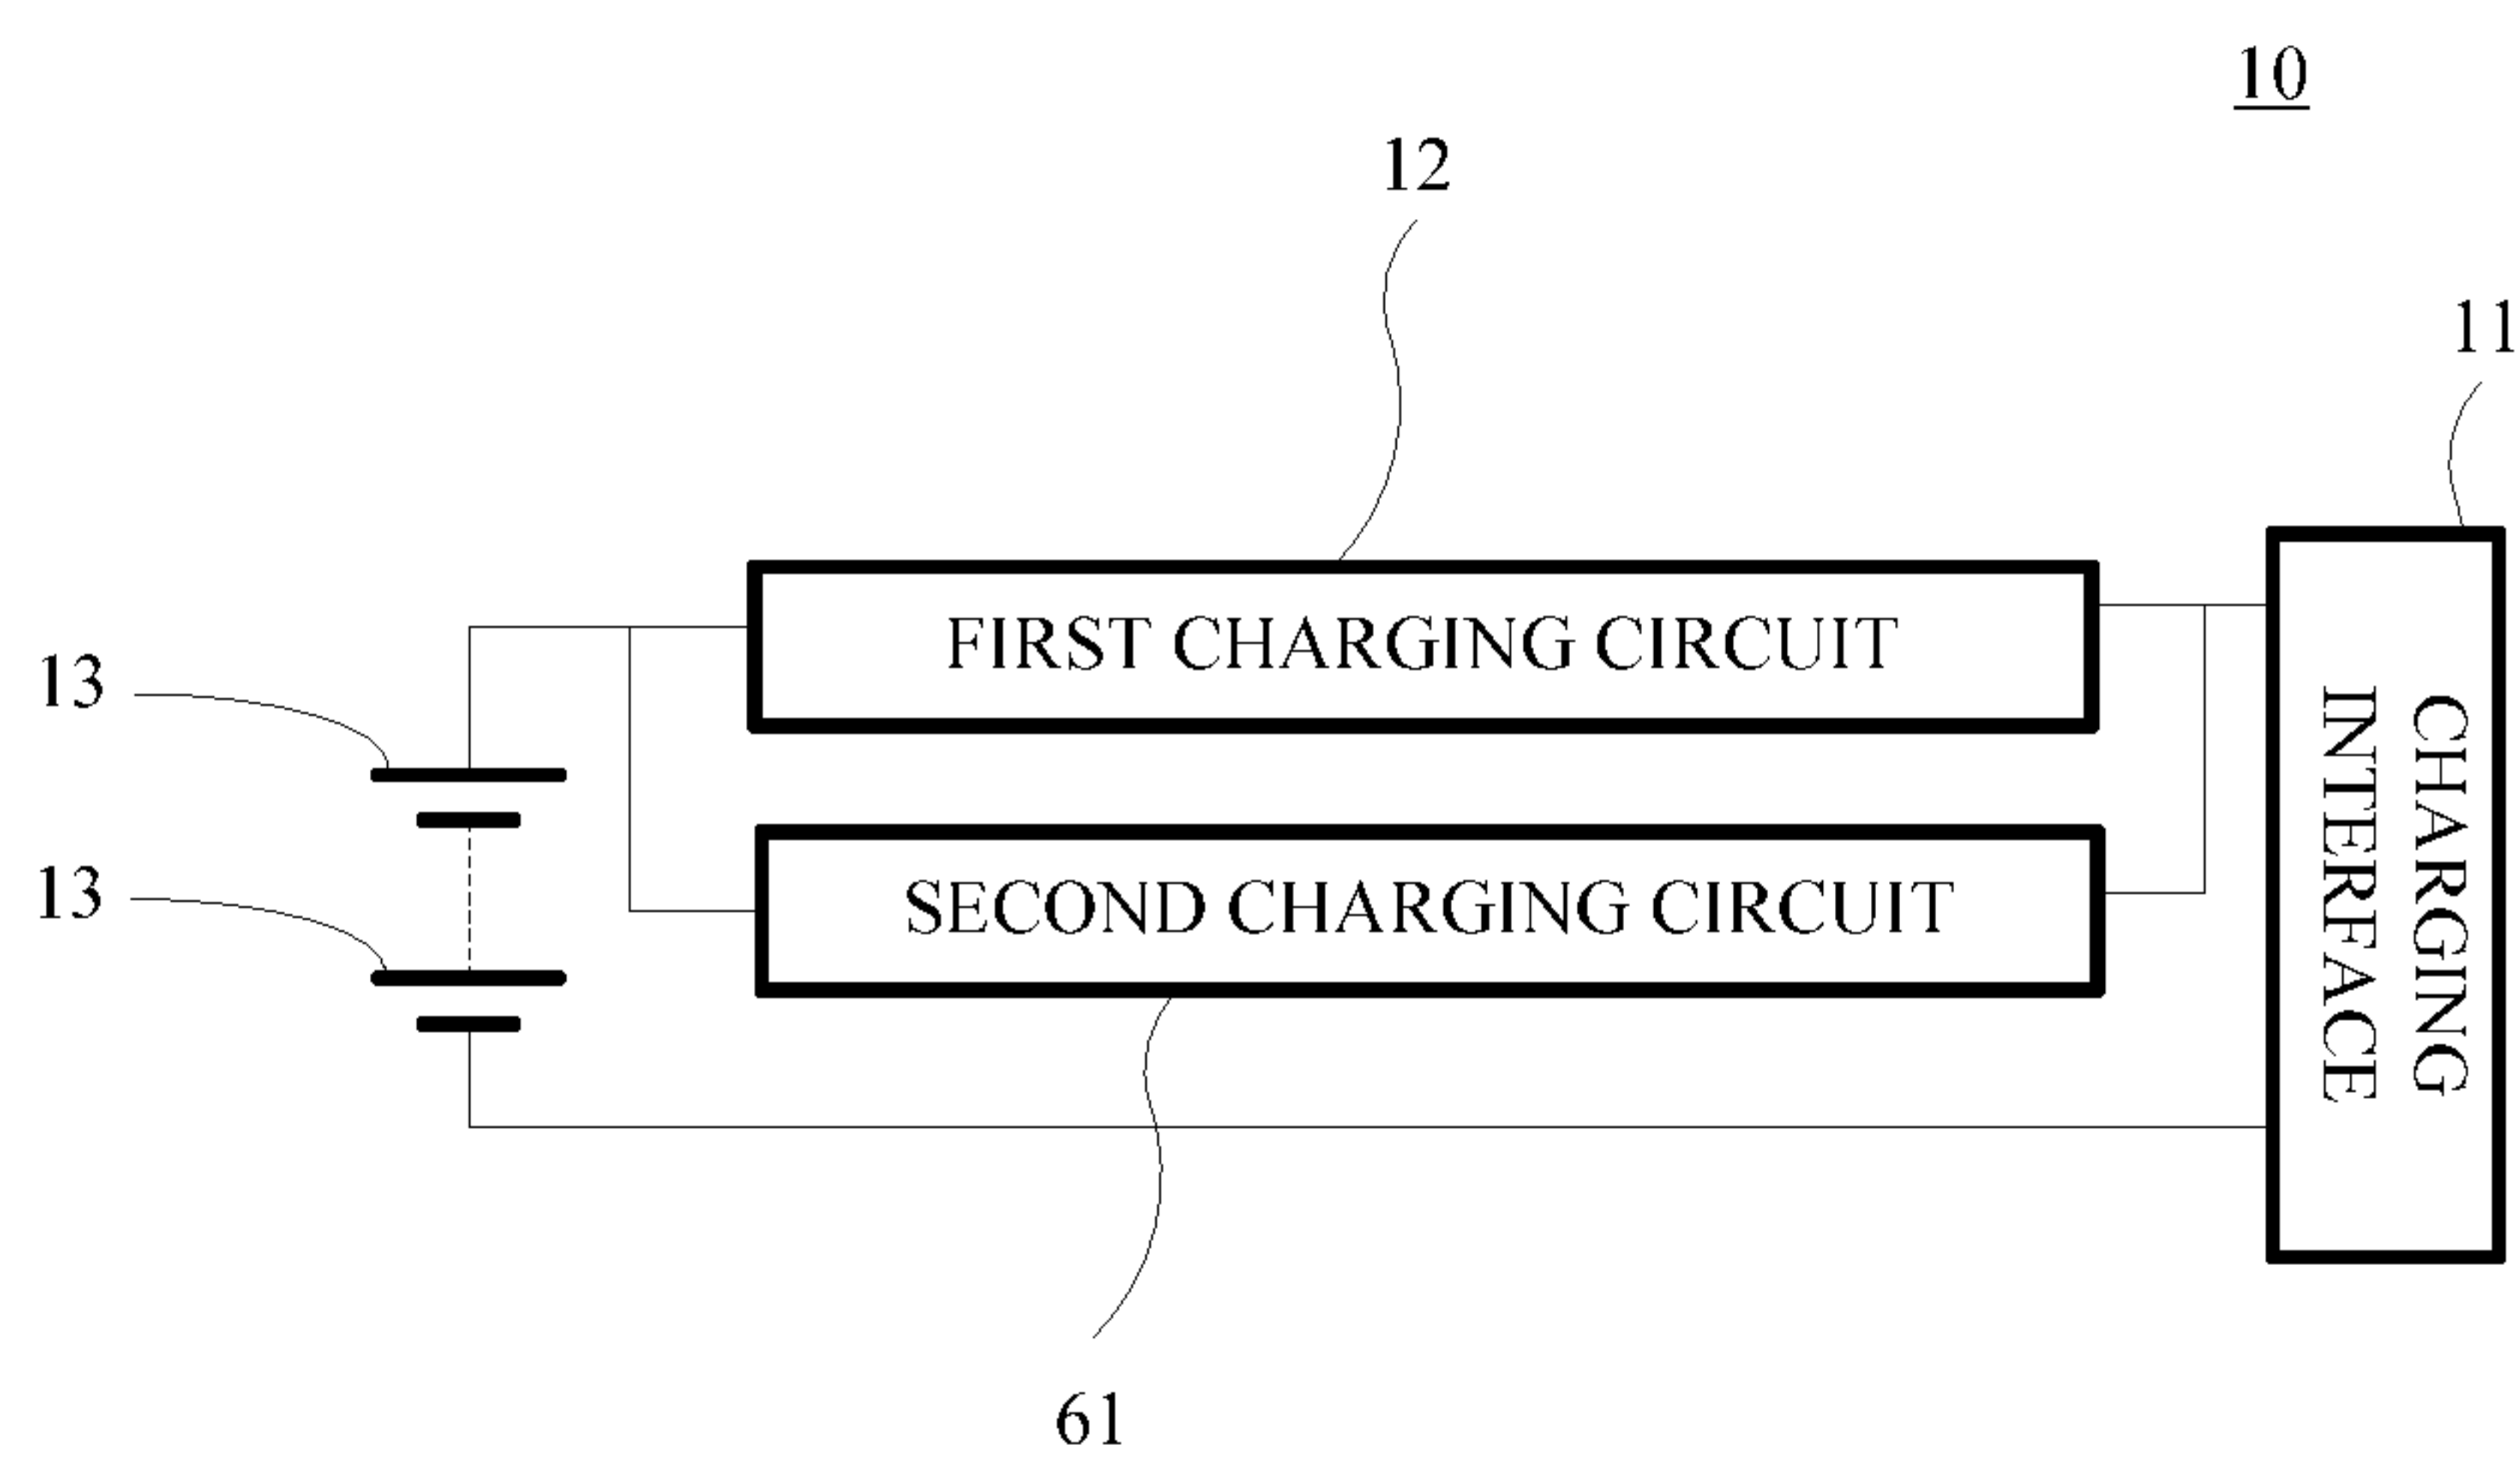 10
12
11
FIRST CHARGING CIRCUIT
13
CHARGING
INTERFACE
13
SECOND CHARGING CIRCUIT
61